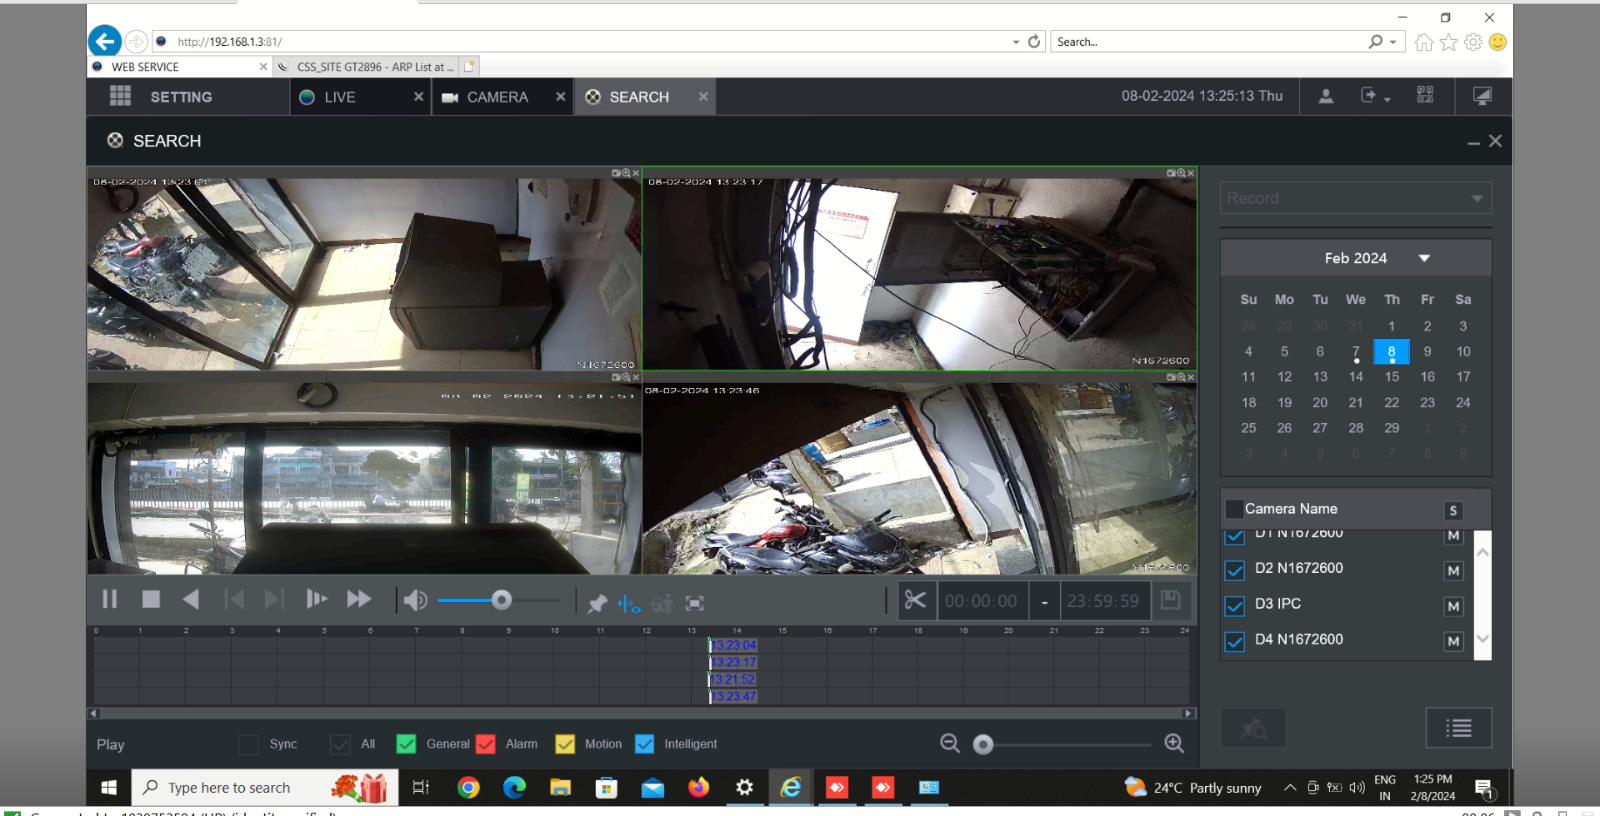 http://192.168.1.3:81/
Search...
WEB SERVICE
CSS_SITE GT2896 - ARP List at ...
SETTING
LIVE
CAMERA
SEARCH
08-02-2024 13:25:13 Thu
SEARCH
08-02-2024 13:23:04
N1672600
08-02-2024 13:23:17
N1672600
08-02-2024 13:21:51
08-02-2024 13:23:46
N1672600
Record
Feb 2024
Su Mo Tu We Th Fr Sa
28 29 30 31 1 2 3
4 5 6 7 8 9 10
11 12 13 14 15 16 17
18 19 20 21 22 23 24
25 26 27 28 29 1 2
3 4 5 6 7 8 9
Camera Name S
D1 N1672600 M
D2 N1672600 M
D3 IPC M
D4 N1672600 M
00:00:00 - 23:59:59
0 1 2 3 4 5 6 7 8 9 10 11 12 13 14 15 16 17 18 19 20 21 22 23 24
13:23:04
13:23:17
13:21:52
13:23:47
Play
Sync
All
General
Alarm
Motion
Intelligent
Type here to search
24°C Partly sunny
ENG
IN
1:25 PM
2/8/2024
1